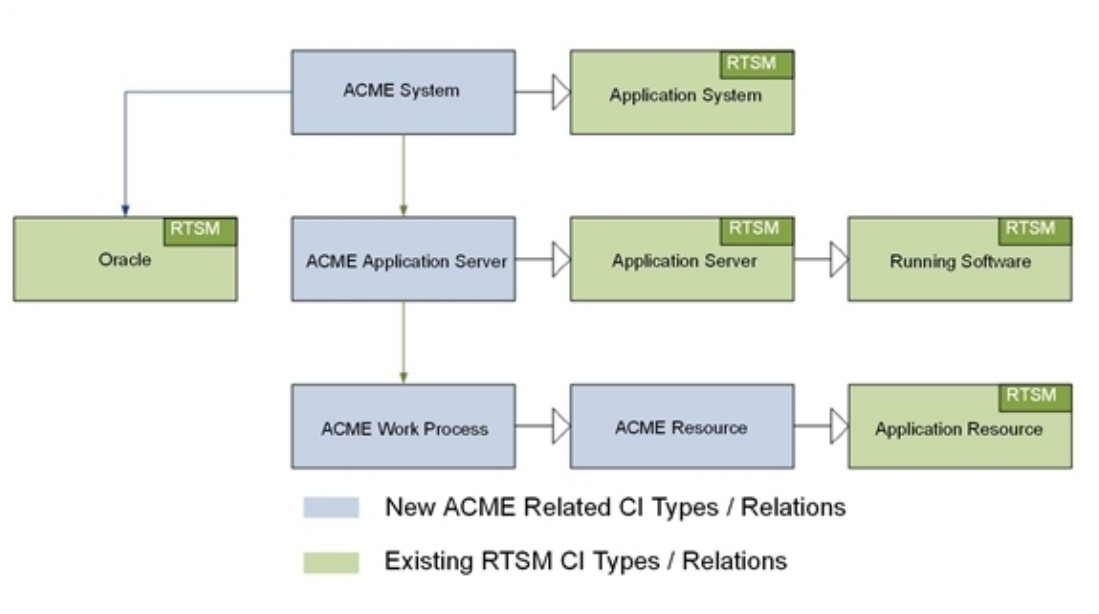 RTSM
ACME System
Application System
RTSM
Oracle
ACME Application Server
RTSM
Application Server
RTSM
Running Software
ACME Work Process
ACME Resource
RTSM
Application Resource
New ACME Related CI Types / Relations
Existing RTSM CI Types / Relations